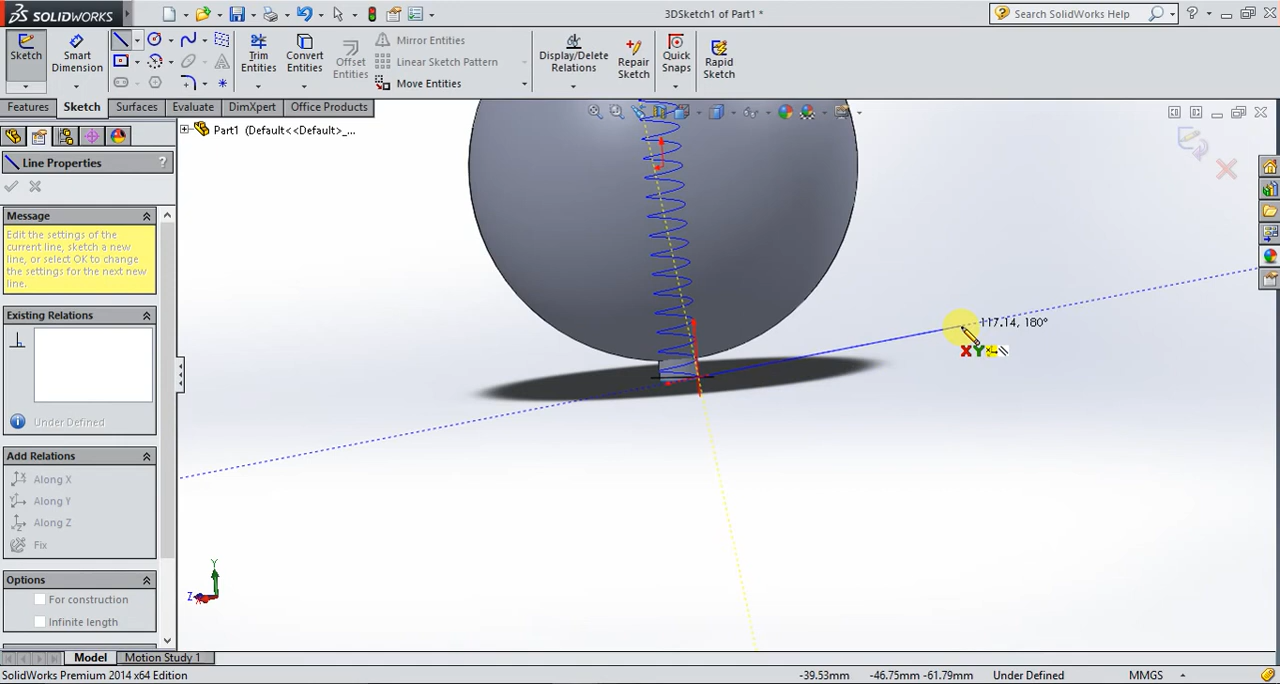 SOLIDWORKS
3DSketch1 of Part1 *
Search SolidWorks Help
Sketch
Smart Dimension
Trim Entities
Convert Entities
Offset Entities
Mirror Entities
Linear Sketch Pattern
Move Entities
Display/Delete Relations
Repair Sketch
Quick Snaps
Rapid Sketch
Features
Sketch
Surfaces
Evaluate
DimXpert
Office Products
Part1 (Default<<Default>_...
Line Properties
?
Message
Edit the settings of the
current line, sketch a new
line, or select OK to change
the settings for the next new
line.
Existing Relations
Under Defined
Add Relations
Along X
Along Y
Along Z
Fix
Options
For construction
Infinite length
117.14, 180°
XY
Y
Z
Model
Motion Study 1
SolidWorks Premium 2014 x64 Edition
-39.53mm
-46.75mm -61.79mm
Under Defined
MMGS